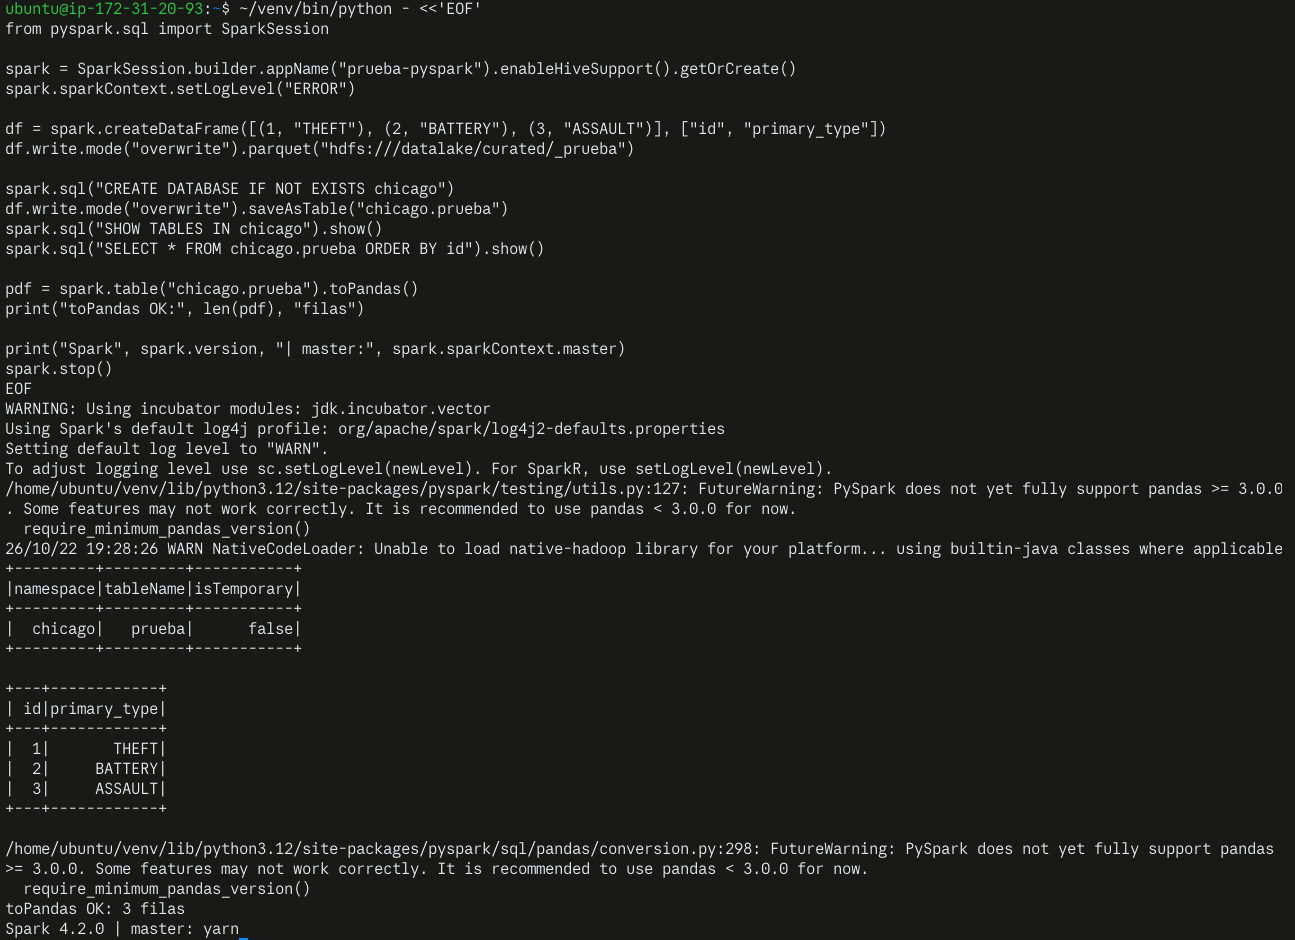 ubuntu@ip-172-31-20-93:~$ ~/venv/bin/python - <<'EOF'
from pyspark.sql import SparkSession

spark = SparkSession.builder.appName("prueba-pyspark").enableHiveSupport().getOrCreate()
spark.sparkContext.setLogLevel("ERROR")

df = spark.createDataFrame([(1, "THEFT"), (2, "BATTERY"), (3, "ASSAULT")], ["id", "primary_type"])
df.write.mode("overwrite").parquet("hdfs:///datalake/curated/_prueba")

spark.sql("CREATE DATABASE IF NOT EXISTS chicago")
df.write.mode("overwrite").saveAsTable("chicago.prueba")
spark.sql("SHOW TABLES IN chicago").show()
spark.sql("SELECT * FROM chicago.prueba ORDER BY id").show()

pdf = spark.table("chicago.prueba").toPandas()
print("toPandas OK:", len(pdf), "filas")

print("Spark", spark.version, "| master:", spark.sparkContext.master)
spark.stop()
EOF
WARNING: Using incubator modules: jdk.incubator.vector
Using Spark's default log4j profile: org/apache/spark/log4j2-defaults.properties
Setting default log level to "WARN".
To adjust logging level use sc.setLogLevel(newLevel). For SparkR, use setLogLevel(newLevel).
/home/ubuntu/venv/lib/python3.12/site-packages/pyspark/testing/utils.py:127: FutureWarning: PySpark does not yet fully support pandas >= 3.0.0
. Some features may not work correctly. It is recommended to use pandas < 3.0.0 for now.
  require_minimum_pandas_version()
26/10/22 19:28:26 WARN NativeCodeLoader: Unable to load native-hadoop library for your platform... using builtin-java classes where applicable
+---------+---------+-----------+
|namespace|tableName|isTemporary|
+---------+---------+-----------+
|  chicago|   prueba|      false|
+---------+---------+-----------+

+---+------------+
| id|primary_type|
+---+------------+
|  1|       THEFT|
|  2|     BATTERY|
|  3|     ASSAULT|
+---+------------+

/home/ubuntu/venv/lib/python3.12/site-packages/pyspark/sql/pandas/conversion.py:298: FutureWarning: PySpark does not yet fully support pandas
>= 3.0.0. Some features may not work correctly. It is recommended to use pandas < 3.0.0 for now.
  require_minimum_pandas_version()
toPandas OK: 3 filas
Spark 4.2.0 | master: yarn